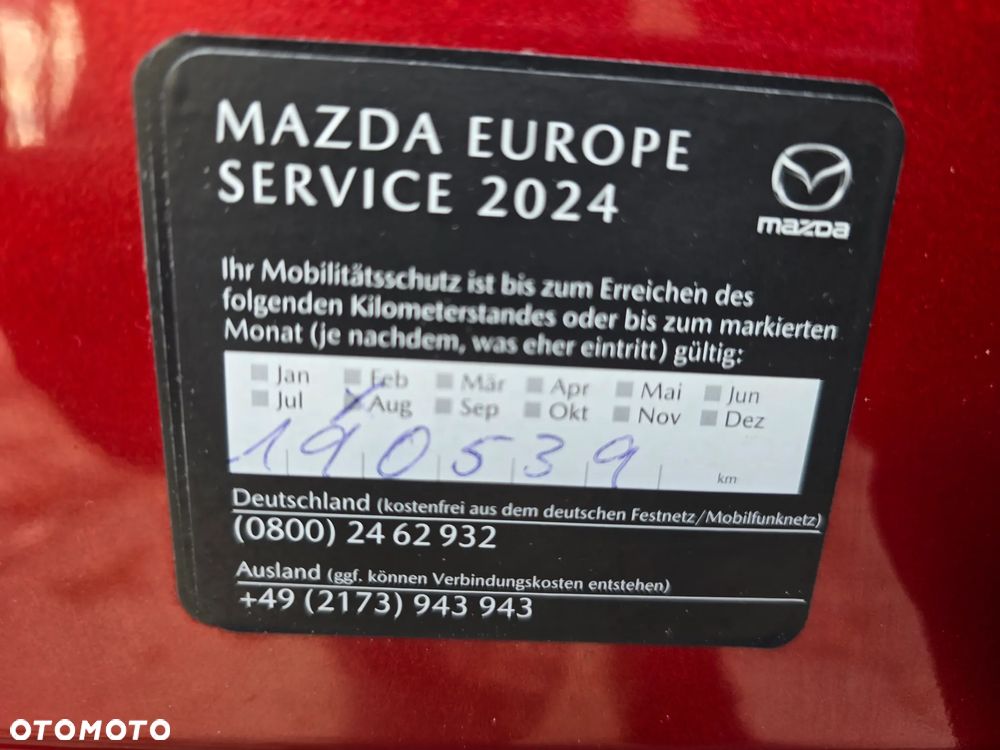 MAZDA EUROPE
SERVICE 2024
mazda
Ihr Mobilitätsschutz ist bis zum Erreichen des
folgenden Kilometerstandes oder bis zum markierten
Monat (je nachdem, was eher eintritt) gültig:
Jan Feb Mär Apr Mai Jun
Jul Aug Sep Okt Nov Dez
190539 km
Deutschland (kostenfrei aus dem deutschen Festnetz/Mobilfunknetz)
(0800) 24 62 932
Ausland (ggf. können Verbindungskosten entstehen)
+49 (2173) 943 943
OTOMOTO